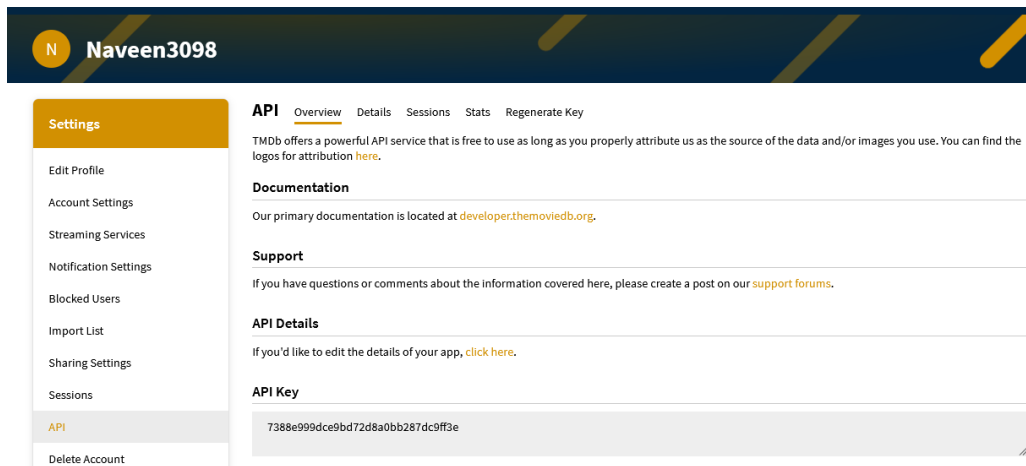 N
Naveen3098
Settings
Edit Profile
Account Settings
Streaming Services
Notification Settings
Blocked Users
Import List
Sharing Settings
Sessions
API
Delete Account
API Overview Details Sessions Stats Regenerate Key
TMDb offers a powerful API service that is free to use as long as you properly attribute us as the source of the data and/or images you use. You can find the
logos for attribution here.
Documentation
Our primary documentation is located at developer.themoviedb.org.
Support
If you have questions or comments about the information covered here, please create a post on our support forums.
API Details
If you'd like to edit the details of your app, click here.
API Key
7388e999dce9bd72d8a0bb287dc9ff3e